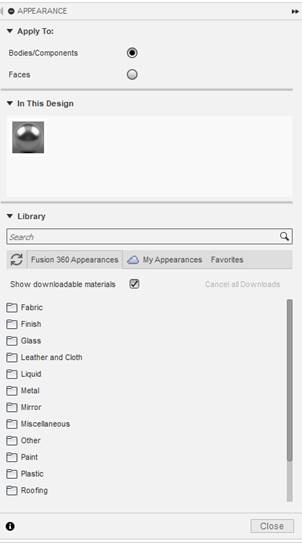 APPEARANCE
Apply To:
Bodies/Components
Faces
In This Design
Library
Search
Fusion 360 Appearances My Appearances Favorites
Show downloadable materials Cancel all Downloads
Fabric
Finish
Glass
Leather and Cloth
Liquid
Metal
Mirror
Miscellaneous
Other
Paint
Plastic
Roofing
Close